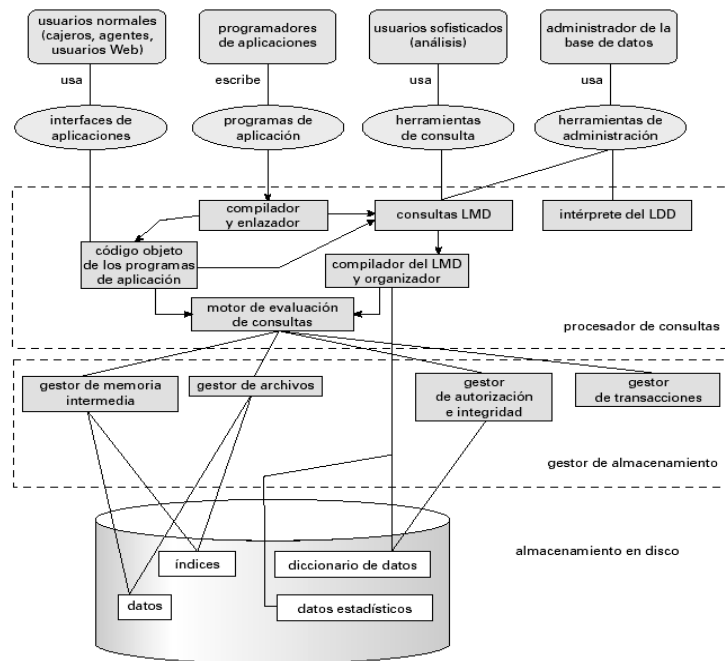 usuarios normales
(cajeros, agentes,
usuarios Web)
programadores
de aplicaciones
usuarios sofisticados
(análisis)
administrador de la
base de datos
usa
escribe
usa
usa
interfaces de
aplicaciones
programas de
aplicación
herramientas
de consulta
herramientas de
administración
compilador
y enlazador
consultas LMD
intérprete del LDD
código objeto
de los programas
de aplicación
compilador del LMD
y organizador
motor de evaluación
de consultas
procesador de consultas
gestor de memoria
intermedia
gestor de archivos
gestor
de autorización
e integridad
gestor
de transacciones
gestor de almacenamiento
índices
diccionario de datos
almacenamiento en disco
datos
datos estadísticos